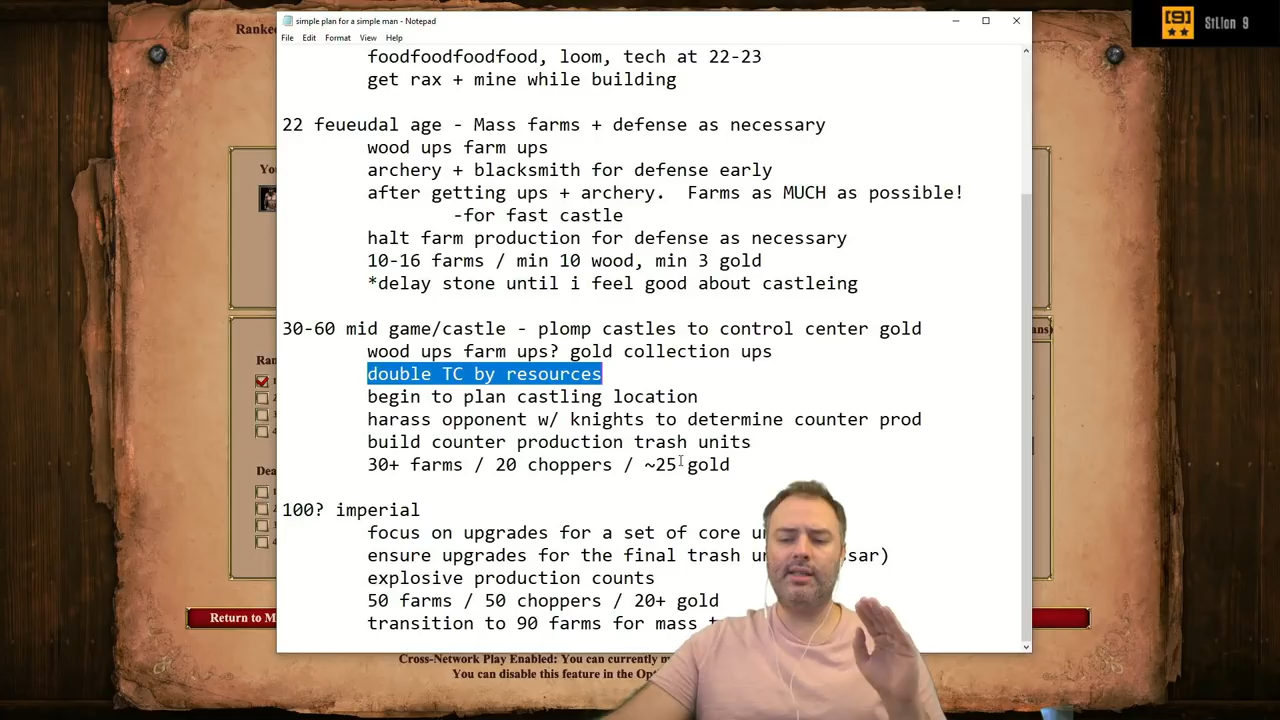 simple plan for a simple man - Notepad
File Edit Format View Help
[9] StLion 9
Ranke
foodfoodfoodfood, loom, tech at 22-23
get rax + mine while building
22 feueudal age - Mass farms + defense as necessary
wood ups farm ups
archery + blacksmith for defense early
after getting ups + archery. Farms as MUCH as possible!
-for fast castle
halt farm production for defense as necessary
10-16 farms / min 10 wood, min 3 gold
*delay stone until i feel good about castleing
30-60 mid game/castle - plomp castles to control center gold
wood ups farm ups? gold collection ups
double TC by resources
begin to plan castling location
harass opponent w/ knights to determine counter prod
build counter production trash units
30+ farms / 20 choppers / ~25 gold
100? imperial
focus on upgrades for a set of core
ensure upgrades for the final trash
explosive production counts
50 farms / 50 choppers / 20+ gold
transition to 90 farms for mass
Return to M
Cross-Network Play Enabled: You can currently
You can disable this feature in the